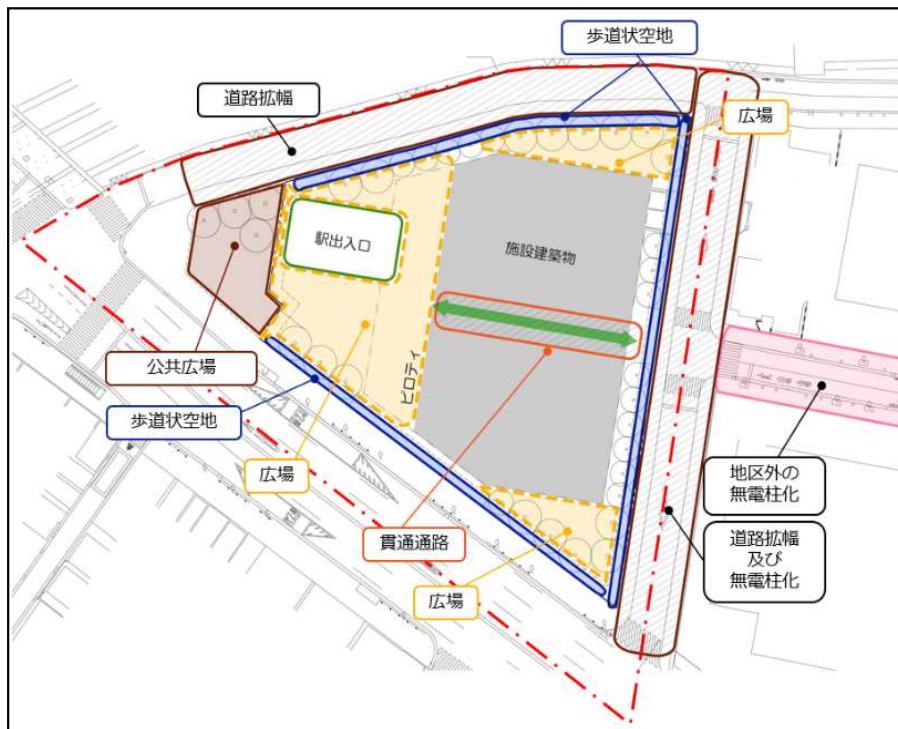 歩道状空地
道路拡幅
広場
駅出入口
施設建築物
公共広場
ピロティ
歩道状空地
広場
貫通通路
地区外の
無電柱化
道路拡幅
及び
無電柱化
広場